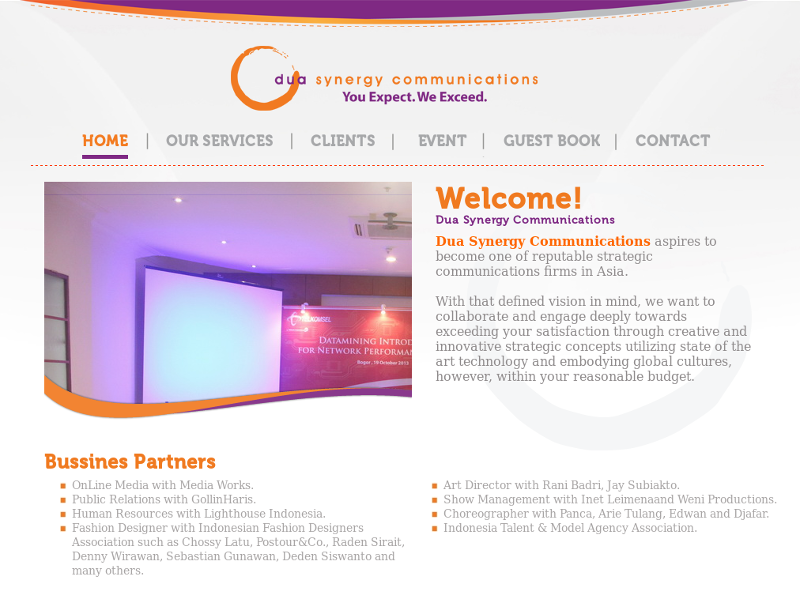 dua synergy communications
You Expect. We Exceed.
HOME | OUR SERVICES | CLIENTS | EVENT | GUEST BOOK | CONTACT
TELKOMSEL
DATAMINING INTROD
FOR NETWORK PERFORMAN
Bogor, 19 October 2013
Welcome!
Dua Synergy Communications
Dua Synergy Communications aspires to
become one of reputable strategic
communications firms in Asia.
With that defined vision in mind, we want to
collaborate and engage deeply towards
exceeding your satisfaction through creative and
innovative strategic concepts utilizing state of the
art technology and embodying global cultures,
however, within your reasonable budget.
Bussines Partners
OnLine Media with Media Works.
Public Relations with GollinHaris.
Human Resources with Lighthouse Indonesia.
Fashion Designer with Indonesian Fashion Designers
Association such as Chossy Latu, Postour&Co., Raden Sirait,
Denny Wirawan, Sebastian Gunawan, Deden Siswanto and
many others.
Art Director with Rani Badri, Jay Subiakto.
Show Management with Inet Leimenaand Weni Productions.
Choreographer with Panca, Arie Tulang, Edwan and Djafar.
Indonesia Talent & Model Agency Association.